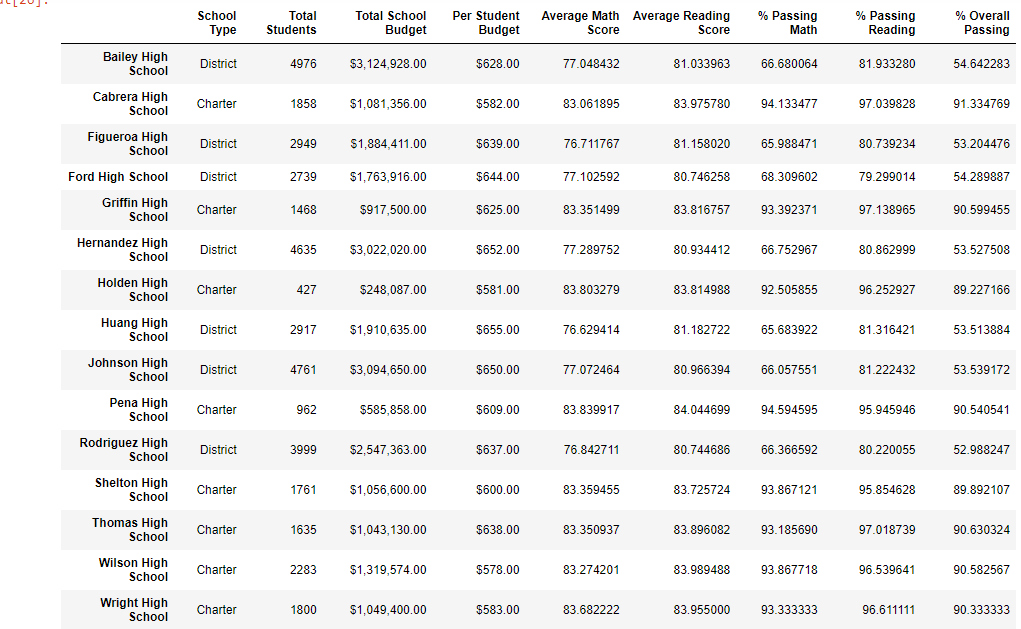 School Type Total Students Total School Budget Per Student Budget Average Math Score Average Reading Score % Passing Math % Passing Reading % Overall Passing
Bailey High School District 4976 $3,124,928.00 $628.00 77.048432 81.033963 66.680064 81.933280 54.642283
Cabrera High School Charter 1858 $1,081,356.00 $582.00 83.061895 83.975780 94.133477 97.039828 91.334769
Figueroa High School District 2949 $1,884,411.00 $639.00 76.711767 81.158020 65.988471 80.739234 53.204476
Ford High School District 2739 $1,763,916.00 $644.00 77.102592 80.746258 68.309602 79.299014 54.289887
Griffin High School Charter 1468 $917,500.00 $625.00 83.351499 83.816757 93.392371 97.138965 90.599455
Hernandez High School District 4635 $3,022,020.00 $652.00 77.289752 80.934412 66.752967 80.862999 53.527508
Holden High School Charter 427 $248,087.00 $581.00 83.803279 83.814988 92.505855 96.252927 89.227166
Huang High School District 2917 $1,910,635.00 $655.00 76.629414 81.182722 65.683922 81.316421 53.513884
Johnson High School District 4761 $3,094,650.00 $650.00 77.072464 80.966394 66.057551 81.222432 53.539172
Pena High School Charter 962 $585,858.00 $609.00 83.839917 84.044699 94.594595 95.945946 90.540541
Rodriguez High School District 3999 $2,547,363.00 $637.00 76.842711 80.744686 66.366592 80.220055 52.988247
Shelton High School Charter 1761 $1,056,600.00 $600.00 83.359455 83.725724 93.867121 95.854628 89.892107
Thomas High School Charter 1635 $1,043,130.00 $638.00 83.350937 83.896082 93.185690 97.018739 90.630324
Wilson High School Charter 2283 $1,319,574.00 $578.00 83.274201 83.989488 93.867718 96.539641 90.582567
Wright High School Charter 1800 $1,049,400.00 $583.00 83.682222 83.955000 93.333333 96.611111 90.333333